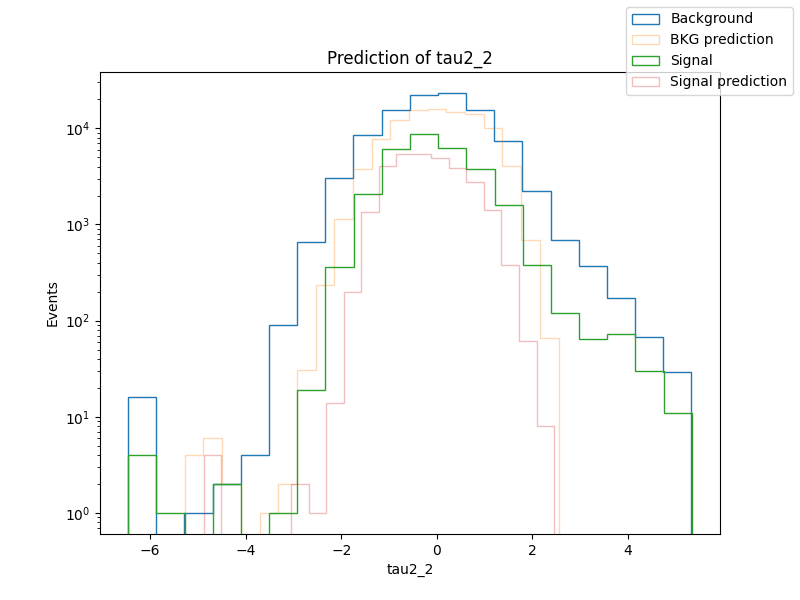 Prediction of tau2_2
Background
BKG prediction
Signal
Signal prediction
Events
10^4
10^3
10^2
10^1
10^0
−6 −4 −2 0 2 4
tau2_2